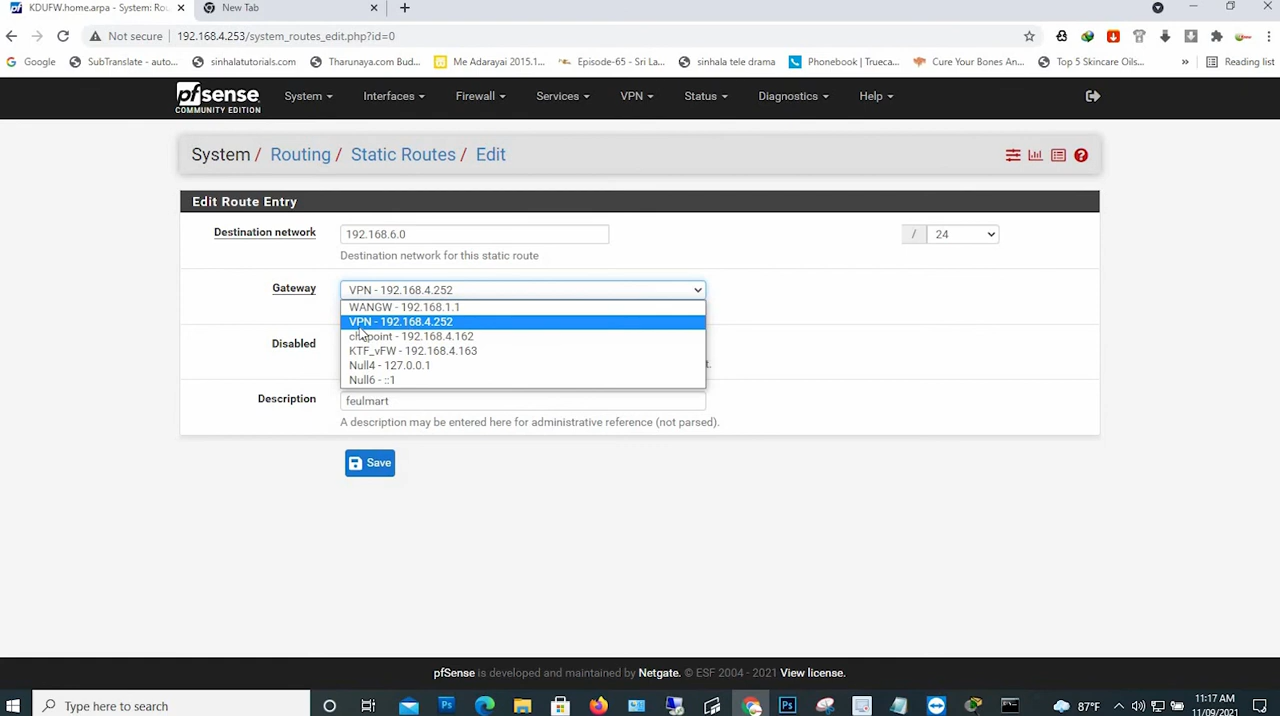 KDUFW.home.arpa - System: Rou
New Tab
Not secure
192.168.4.253/system_routes_edit.php?id=0
Google
SubTranslate - auto...
sinhalatutorials.com
Tharunaya.com Bud...
Me Adarayai 2015.1...
Episode-65 - Sri La...
sinhala tele drama
Phonebook | Trueca...
Cure Your Bones An...
Top 5 Skincare Oils...
»
Reading list
pfsense
COMMUNITY EDITION
System
Interfaces
Firewall
Services
VPN
Status
Diagnostics
Help
System / Routing / Static Routes / Edit
Edit Route Entry
Destination network
192.168.6.0
/
24
Destination network for this static route
Gateway
VPN - 192.168.4.252
WANGW - 192.168.1.1
VPN - 192.168.4.252
192.168.4.162
KTF_vFW - 192.168.4.163
Null4 - 127.0.0.1
Null6 - ::1
Disabled
Description
feulmart
A description may be entered here for administrative reference (not parsed).
Save
pfSense is developed and maintained by Netgate. © ESF 2004 - 2021 View license.
Type here to search
87°F
11:17 AM
11/09/2021